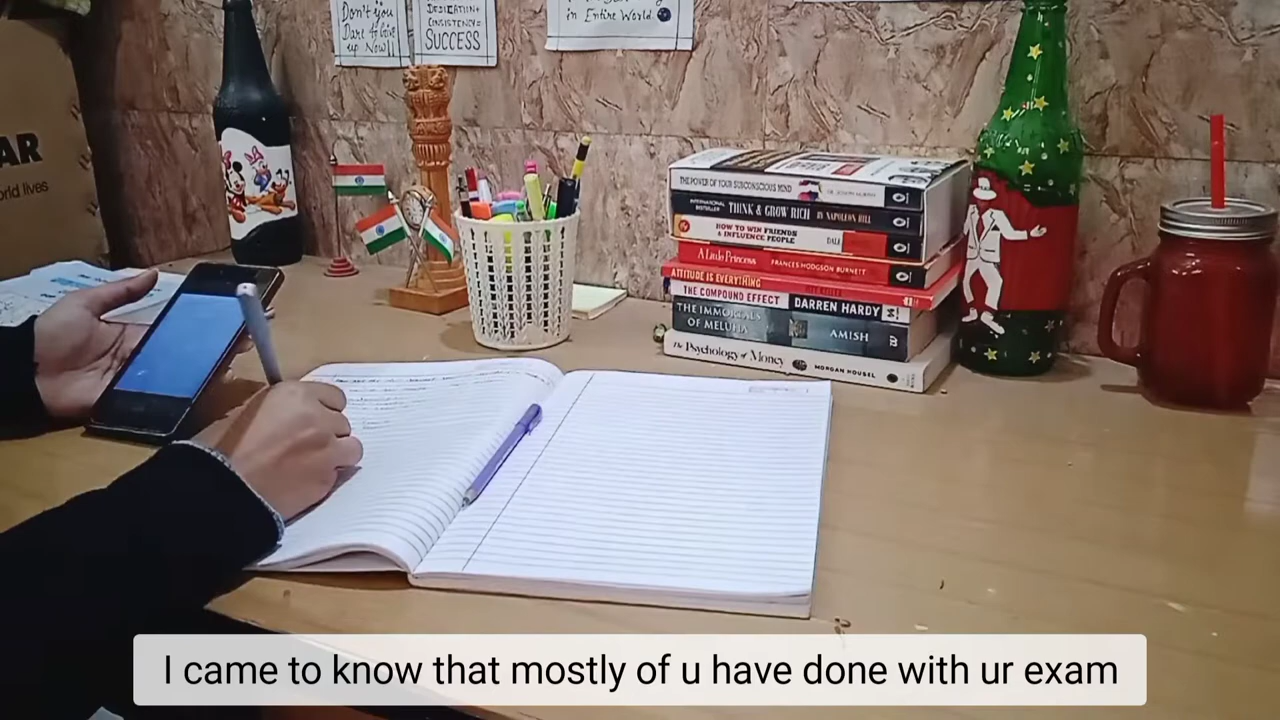 Don't you
Dare to Give
up Now!!
DEDICATION+
CONSISTENCY=
SUCCESS
in Entire World.
AR
orld lives
THE POWER OF YOUR SUBCONSCIOUS MIND DR. JOSEPH MURPHY
INTERNATIONAL BESTSELLER THINK & GROW RICH BY NAPOLEON HILL
HOW TO WIN FRIENDS
& INFLUENCE PEOPLE DALE
A Little Princess FRANCES HODGSON BURNETT
ATTITUDE IS EVERYTHING
THE COMPOUND EFFECT DARREN HARDY
THE IMMORTALS
OF MELUHA AMISH
The Psychology of Money MORGAN HOUSEL
I came to know that mostly of u have done with ur exam